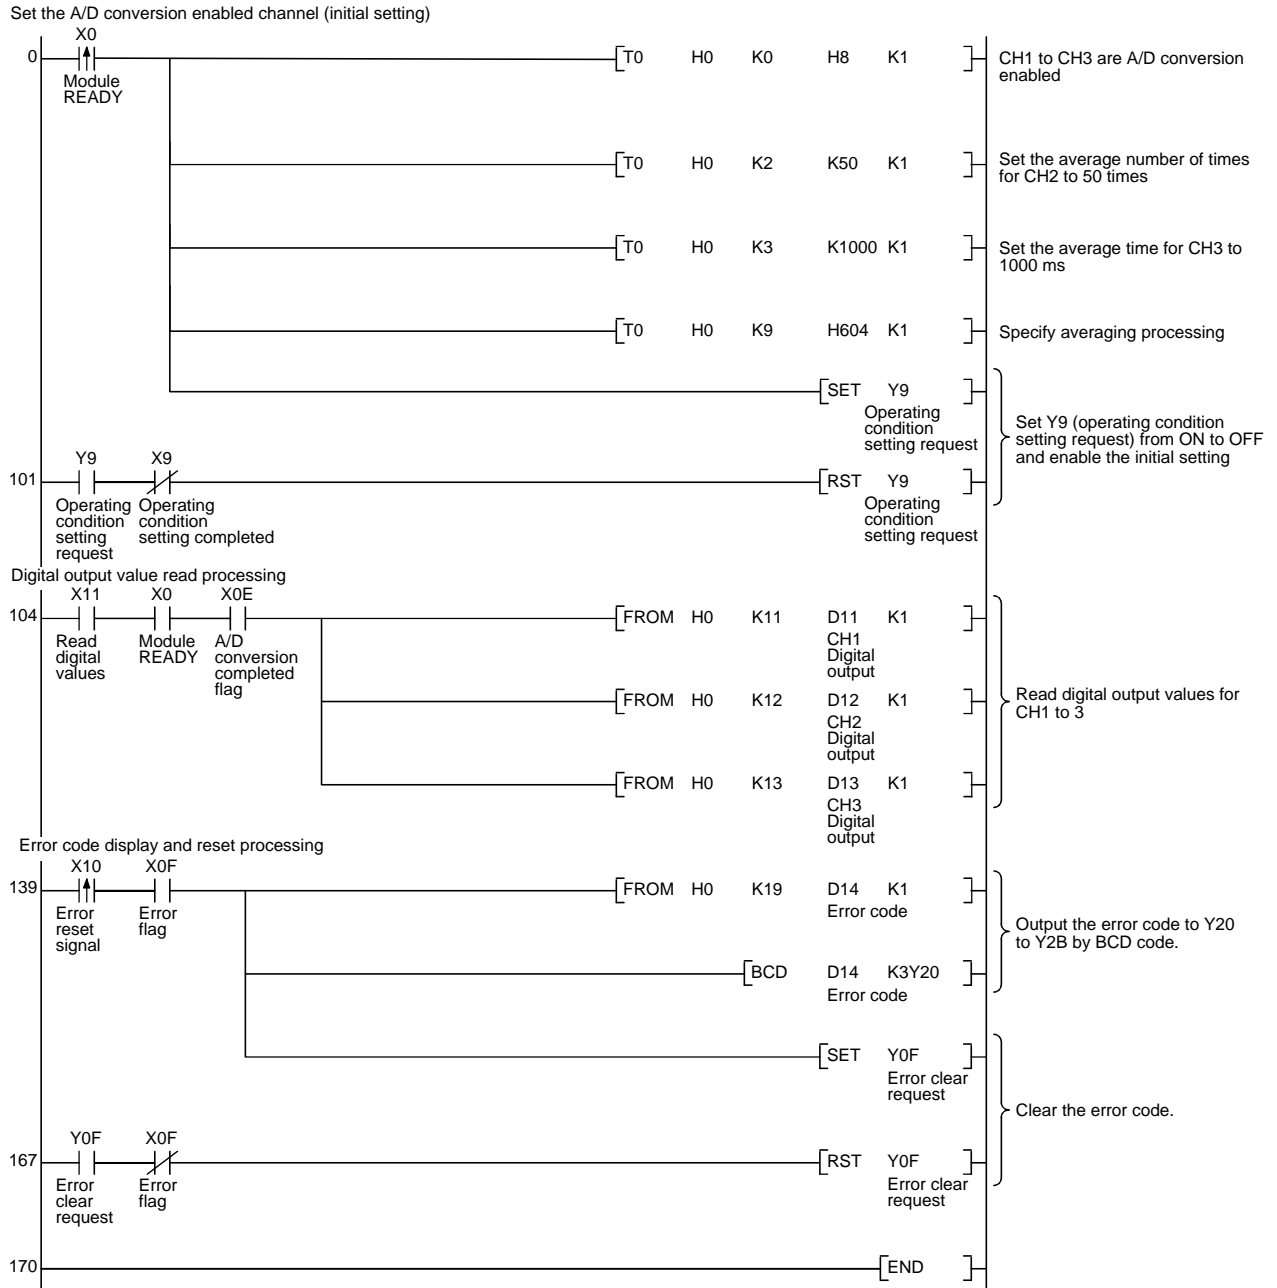 Set the A/D conversion enabled channel (initial setting)
X0
0 [T0 H0 K0 H8 K1] CH1 to CH3 are A/D conversion
enabled
Module
READY
[T0 H0 K2 K50 K1] Set the average number of times
for CH2 to 50 times
[T0 H0 K3 K1000 K1] Set the average time for CH3 to
1000 ms
[T0 H0 K9 H604 K1] Specify averaging processing
[SET Y9]
Operating
condition
setting request
Set Y9 (operating condition
setting request) from ON to OFF
and enable the initial setting
Y9 X9
101 [RST Y9]
Operating
condition
setting
request
Operating
condition
setting completed
Operating
condition
setting request
Digital output value read processing
X11 X0 X0E
104 [FROM H0 K11 D11 K1]
Read
digital
values
Module
READY
A/D
conversion
completed
flag
CH1
Digital
output
[FROM H0 K12 D12 K1]
CH2
Digital
output
Read digital output values for
CH1 to 3
[FROM H0 K13 D13 K1]
CH3
Digital
output
Error code display and reset processing
X10 X0F
139 [FROM H0 K19 D14 K1]
Error
reset
signal
Error
flag
Error code
Output the error code to Y20
to Y2B by BCD code.
[BCD D14 K3Y20]
Error code
[SET Y0F]
Error clear
request
Clear the error code.
Y0F X0F
167 [RST Y0F]
Error
clear
request
Error
flag
Error clear
request
170 [END]